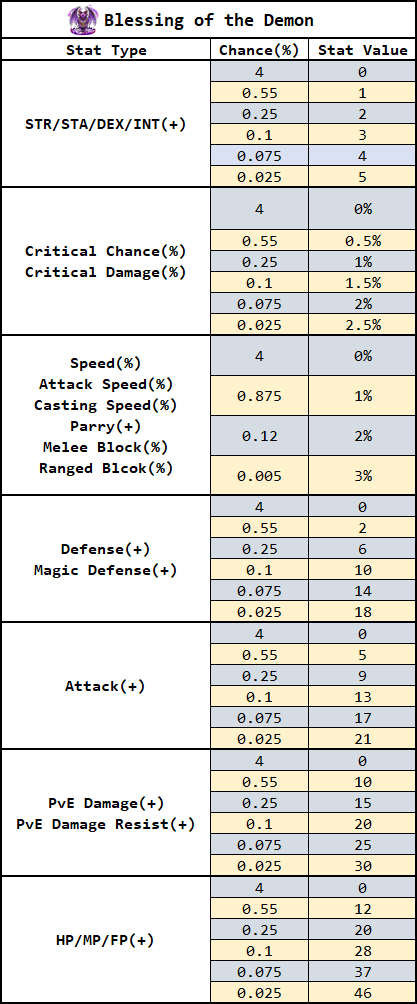 Blessing of the Demon
Stat Type Chance(%) Stat Value
STR/STA/DEX/INT(+)
4 0
0.55 1
0.25 2
0.1 3
0.075 4
0.025 5
Critical Chance(%)
Critical Damage(%)
4 0%
0.55 0.5%
0.25 1%
0.1 1.5%
0.075 2%
0.025 2.5%
Speed(%)
Attack Speed(%)
Casting Speed(%)
Parry(+)
Melee Block(%)
Ranged Blcok(%)
4 0%
0.875 1%
0.12 2%
0.005 3%
Defense(+)
Magic Defense(+)
4 0
0.55 2
0.25 6
0.1 10
0.075 14
0.025 18
Attack(+)
4 0
0.55 5
0.25 9
0.1 13
0.075 17
0.025 21
PvE Damage(+)
PvE Damage Resist(+)
4 0
0.55 10
0.25 15
0.1 20
0.075 25
0.025 30
HP/MP/FP(+)
4 0
0.55 12
0.25 20
0.1 28
0.075 37
0.025 46